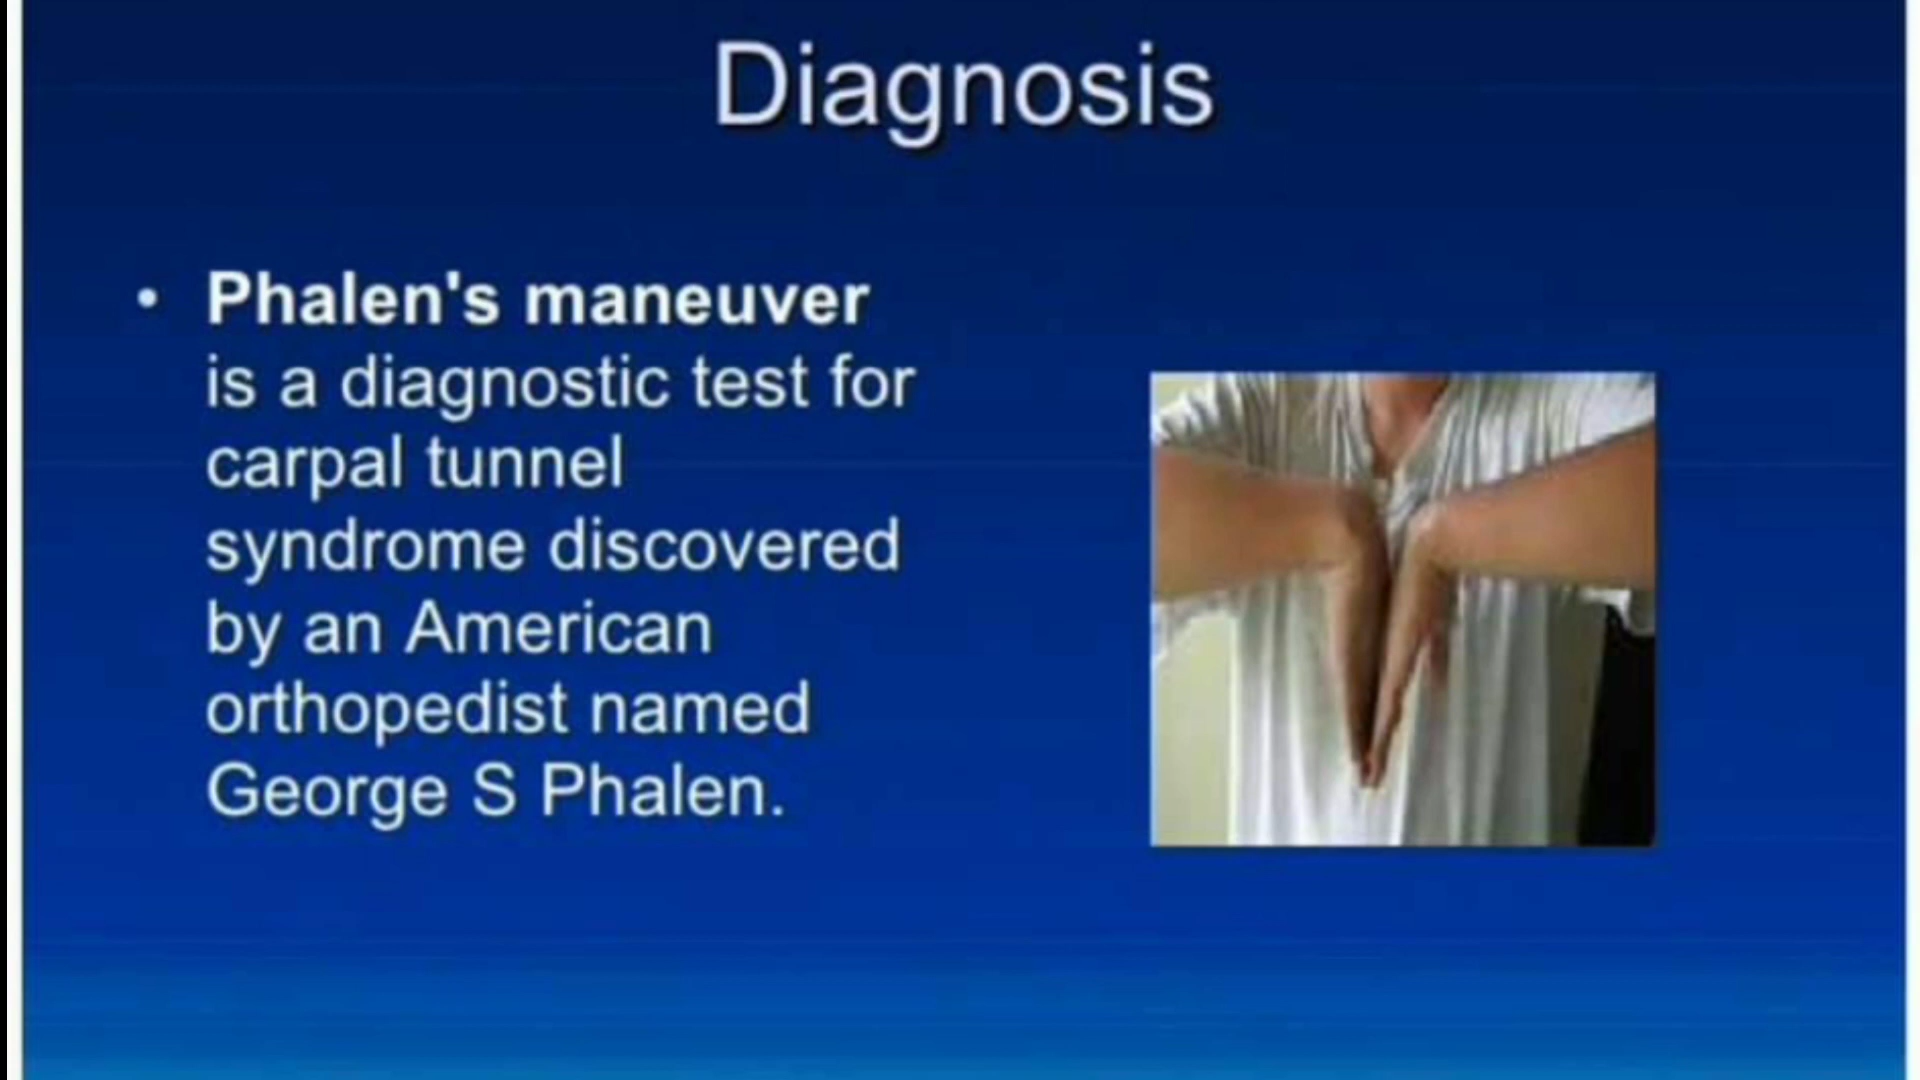 Diagnosis
• Phalen's maneuver
is a diagnostic test for
carpal tunnel
syndrome discovered
by an American
orthopedist named
George S Phalen.